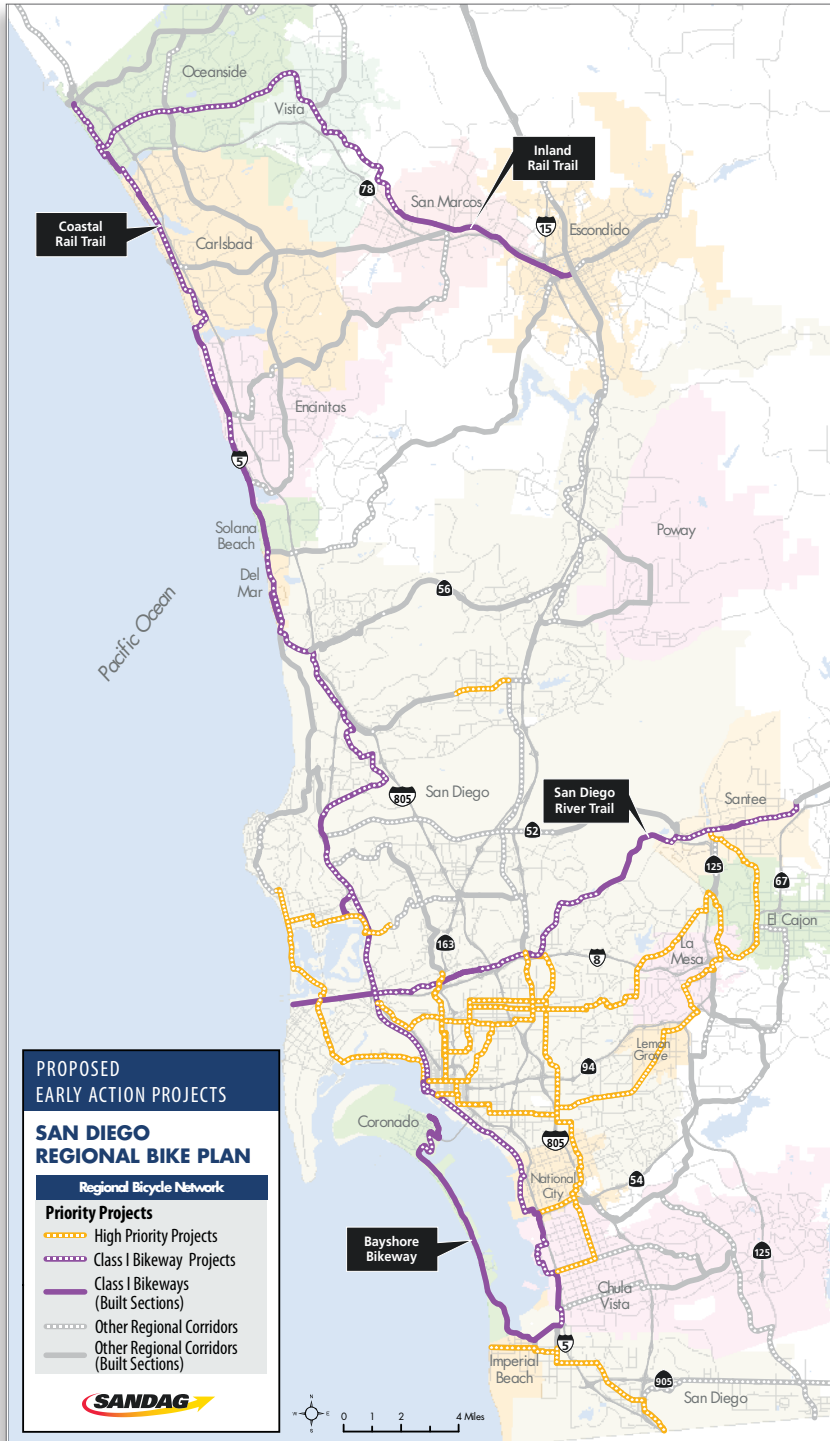 Oceanside
Vista
Inland
Rail Trail
78
San Marcos
15
Escondido
Coastal
Rail Trail
Carlsbad
Encinitas
5
Solana
Beach
Del
Mar
Poway
56
Pacific Ocean
805
San Diego
San Diego
River Trail
Santee
52
125
67
El Cajon
163
La
Mesa
8
Lemon
Grove
94
Coronado
805
National
City
54
Bayshore
Bikeway
125
Chula
Vista
5
Imperial
Beach
905
San Diego
PROPOSED
EARLY ACTION PROJECTS
SAN DIEGO
REGIONAL BIKE PLAN
Regional Bicycle Network
Priority Projects
High Priority Projects
Class I Bikeway Projects
Class I Bikeways
(Built Sections)
Other Regional Corridors
Other Regional Corridors
(Built Sections)
SANDAG
N
W E
S
0 1 2 4 Miles